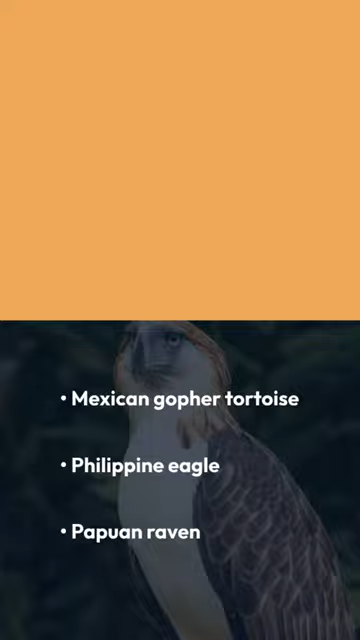 • Mexican gopher tortoise
• Philippine eagle
• Papuan raven